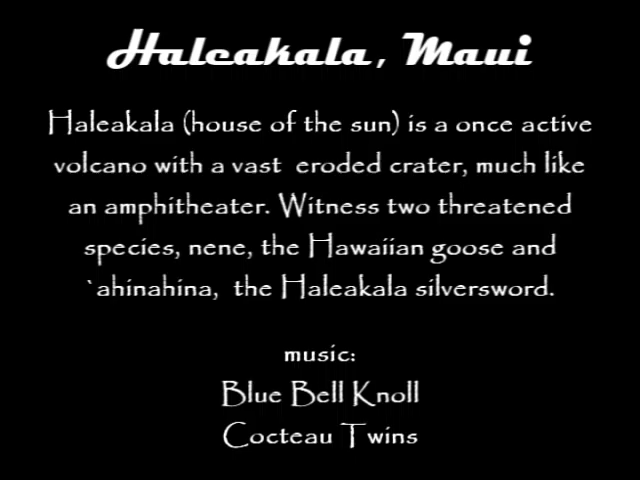 Haleakala, Maui
Haleakala (house of the sun) is a once active
volcano with a vast eroded crater, much like
an amphitheater. Witness two threatened
species, nene, the Hawaiian goose and
`ahinahina, the Haleakala silversword.
music:
Blue Bell Knoll
Cocteau Twins